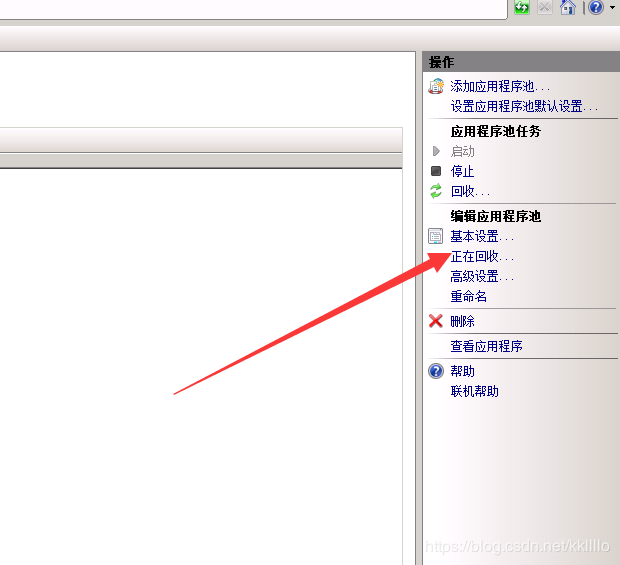 操作
添加应用程序池...
设置应用程序池默认设置...
应用程序池任务
启动
停止
回收...
编辑应用程序池
基本设置...
正在回收...
高级设置...
重命名
删除
查看应用程序
帮助
联机帮助
https://blog.csdn.net/kkllllo